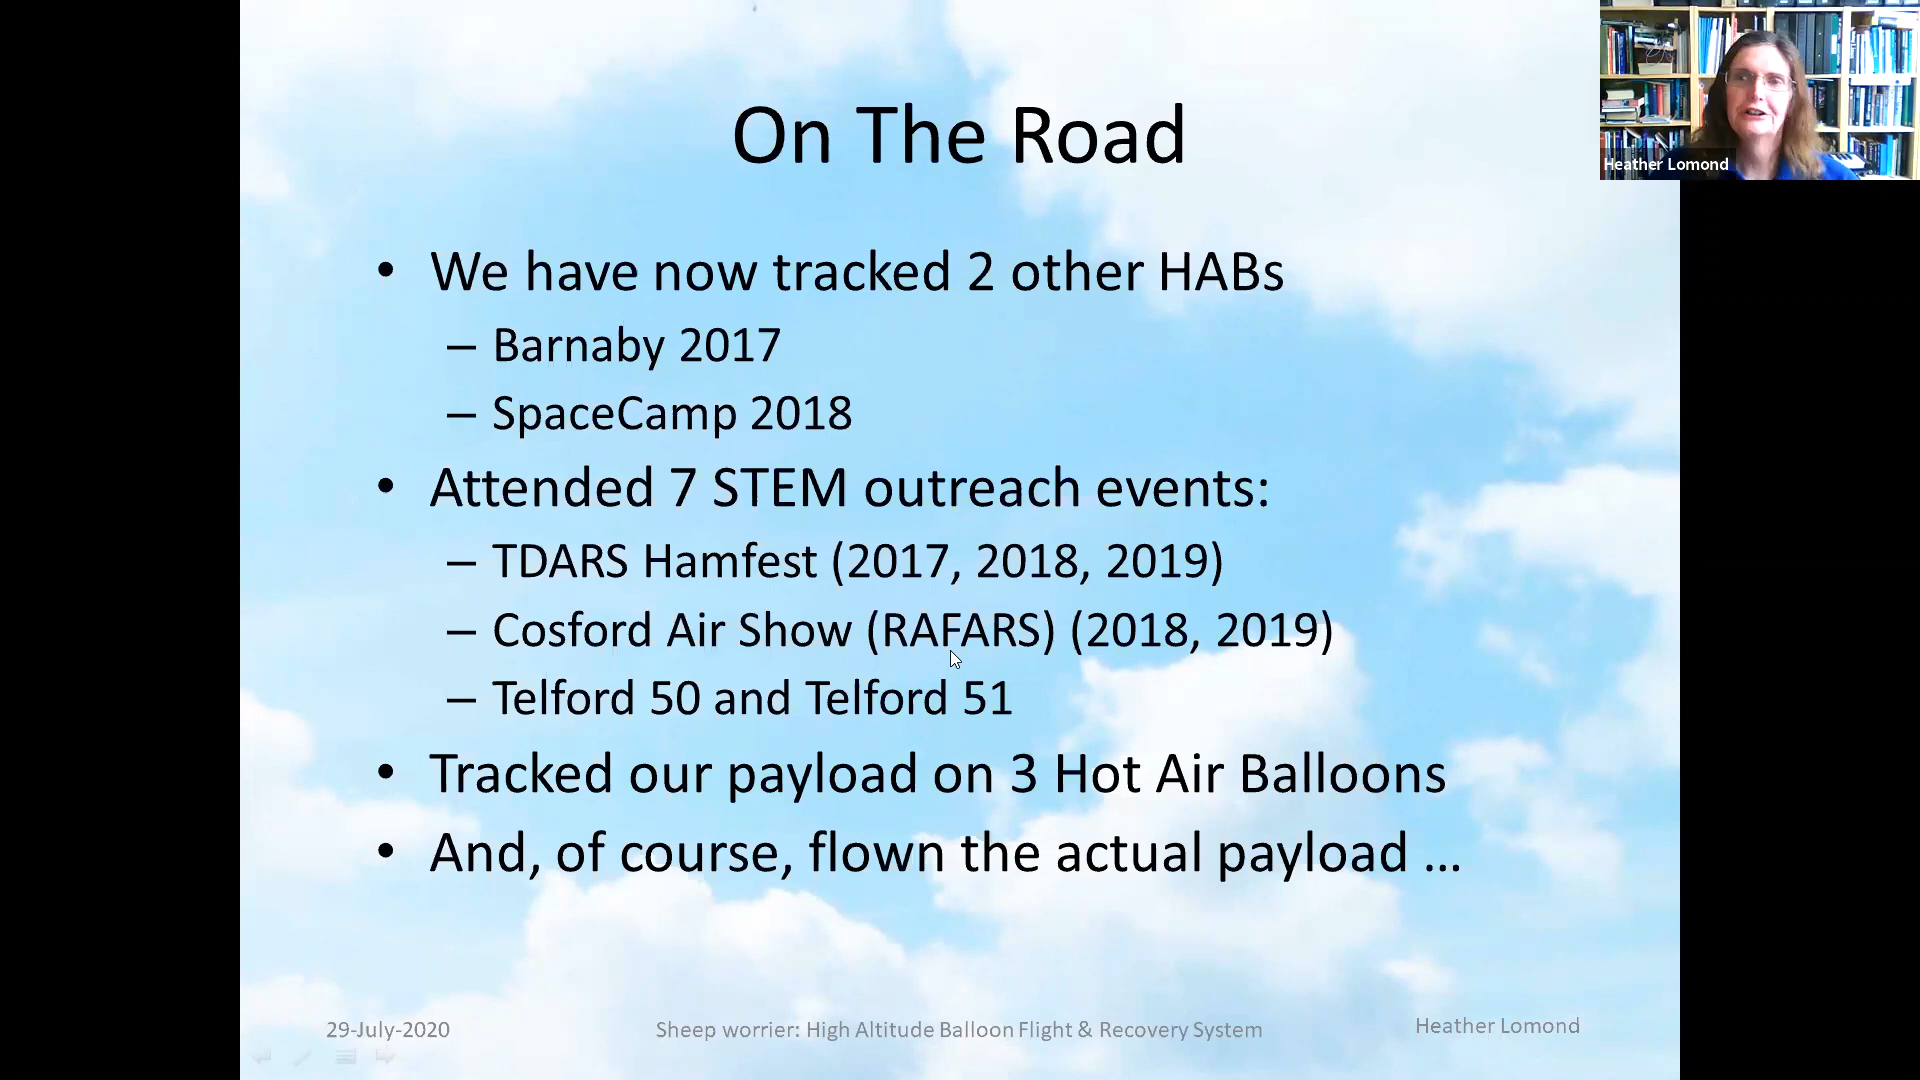 On The Road
Heather Lomond
• We have now tracked 2 other HABs
– Barnaby 2017
– SpaceCamp 2018
• Attended 7 STEM outreach events:
– TDARS Hamfest (2017, 2018, 2019)
– Cosford Air Show (RAFARS) (2018, 2019)
– Telford 50 and Telford 51
• Tracked our payload on 3 Hot Air Balloons
• And, of course, flown the actual payload ...
29-July-2020
Sheep worrier: High Altitude Balloon Flight & Recovery System
Heather Lomond